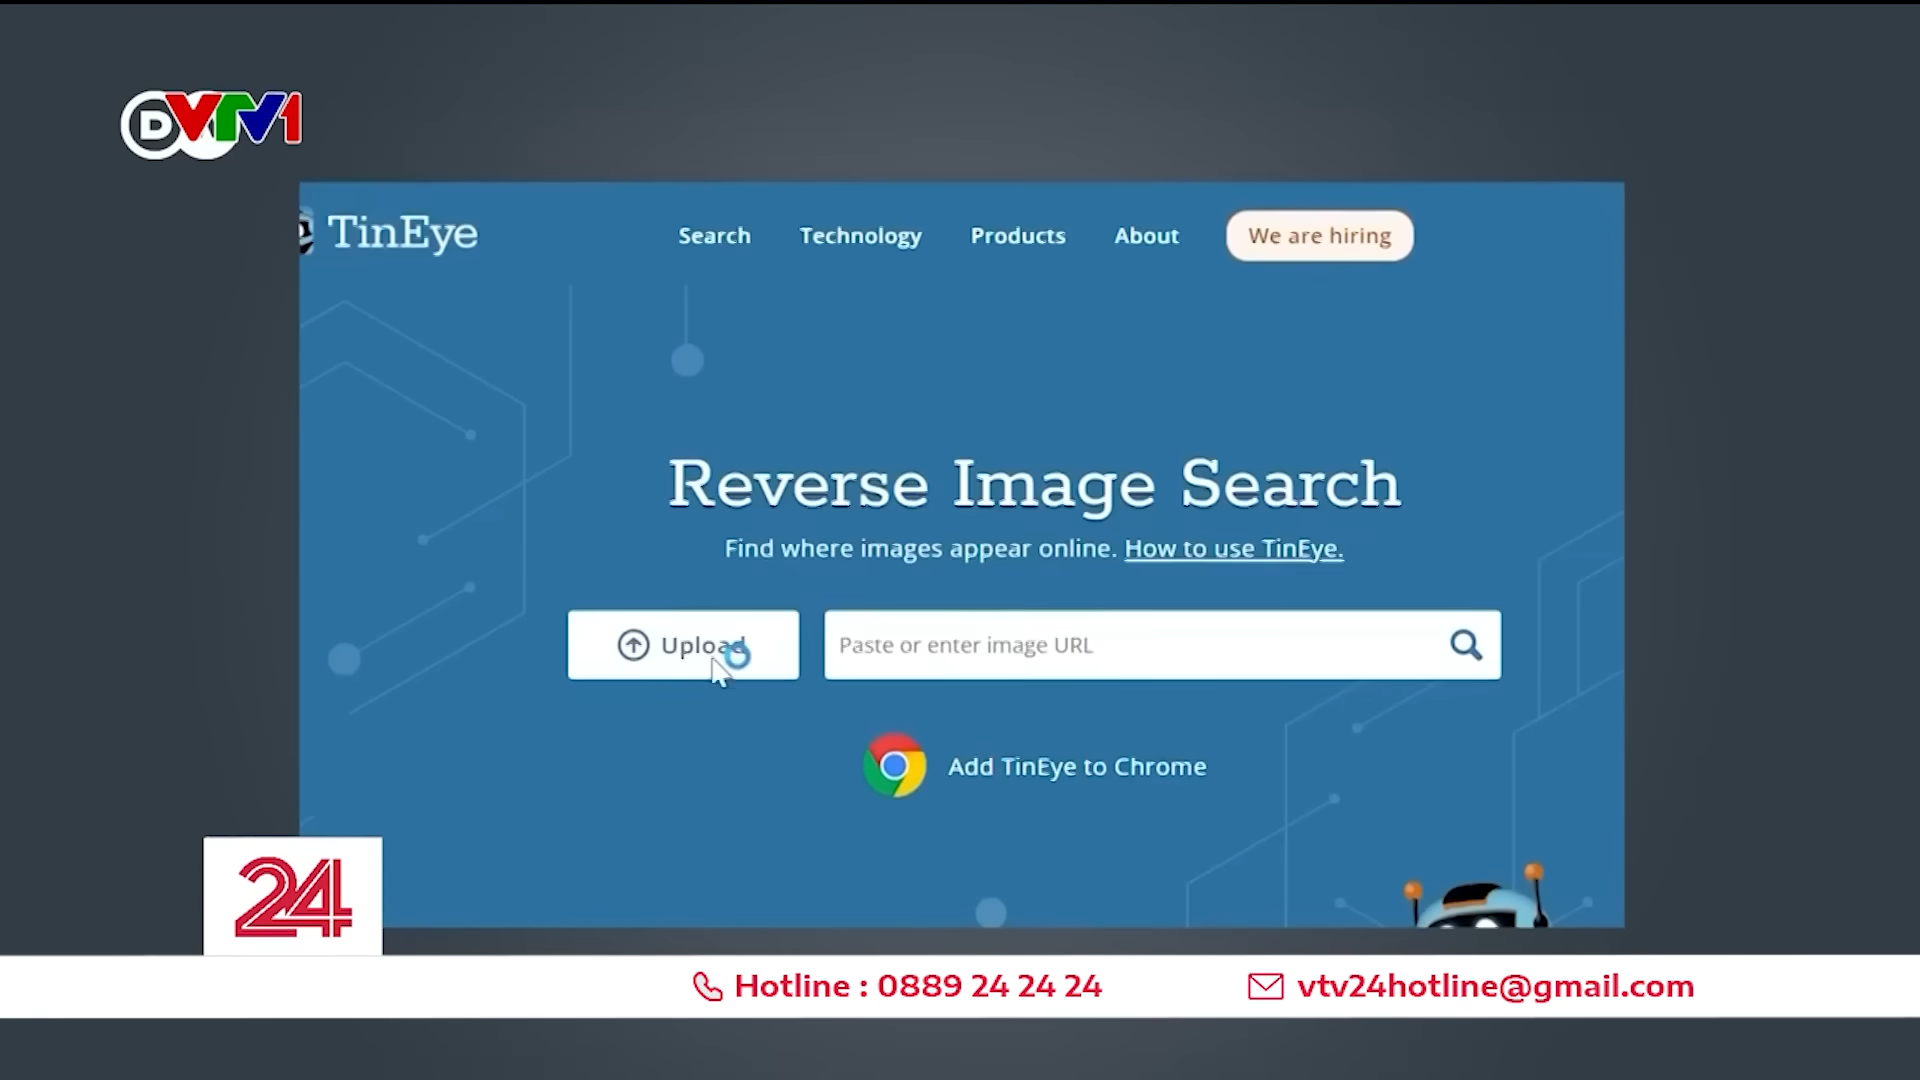 D VTV1
TinEye
Search Technology Products About We are hiring
Reverse Image Search
Find where images appear online. How to use TinEye.
Upload Paste or enter image URL
Add TinEye to Chrome
24
Hotline : 0889 24 24 24 vtv24hotline@gmail.com